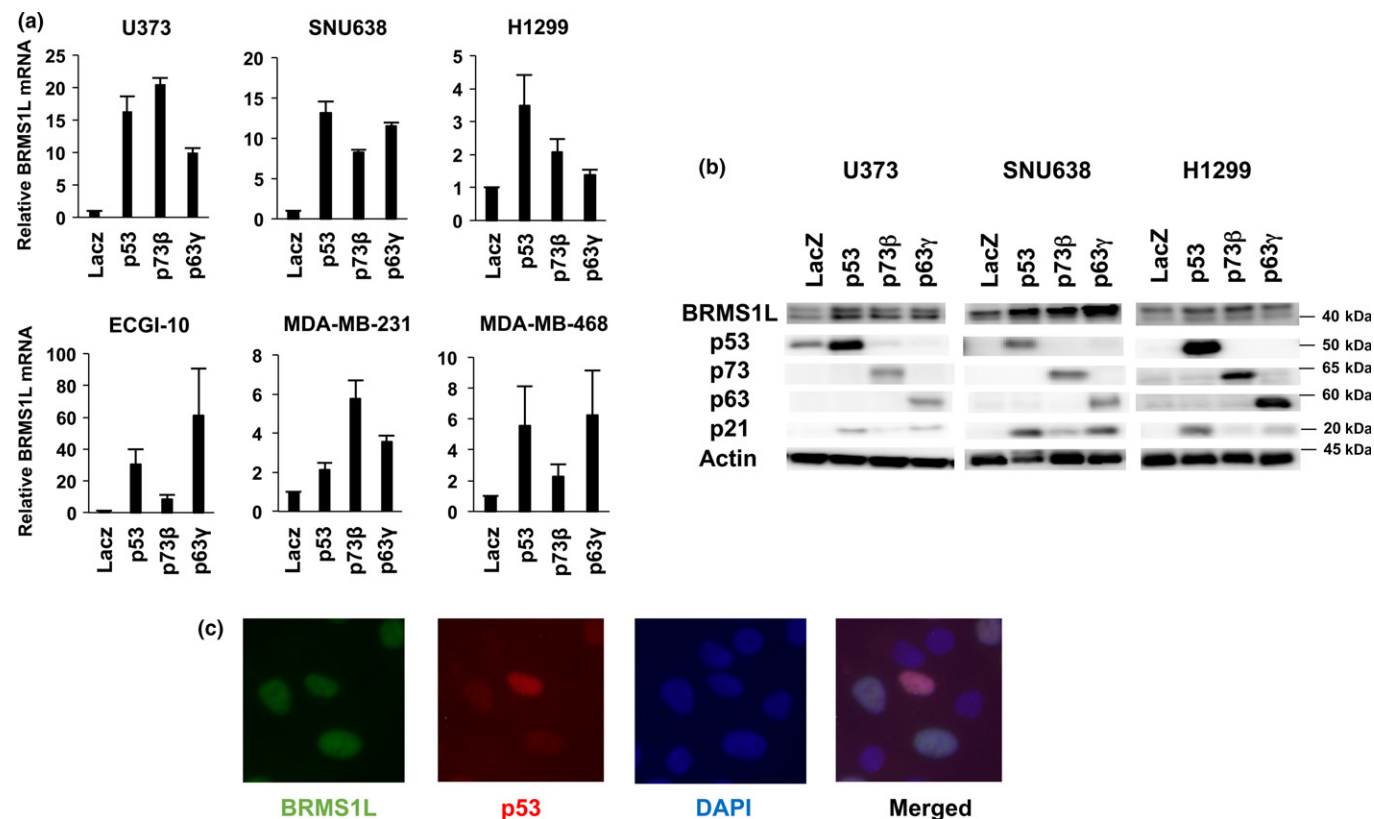 (a)
U373 SNU638 H1299
Relative BRMS1L mRNA
25 20 15 10 5 0
Lacz p53 p73β p63γ
20 15 10 5 0
Lacz p53 p73β p63γ
5 4 3 2 1 0
Lacz p53 p73β p63γ
ECGI-10 MDA-MB-231 MDA-MB-468
Relative BRMS1L mRNA
100 80 60 40 20 0
Lacz p53 p73β p63γ
8 6 4 2 0
Lacz p53 p73β p63γ
10 8 6 4 2 0
Lacz p53 p73β p63γ
(b)
U373 SNU638 H1299
LacZ p53 p73β p63γ LacZ p53 p73β p63γ LacZ p53 p73β p63γ
BRMS1L 40 kDa
p53 50 kDa
p73 65 kDa
p63 60 kDa
p21 20 kDa
Actin 45 kDa
(c)
BRMS1L p53 DAPI Merged